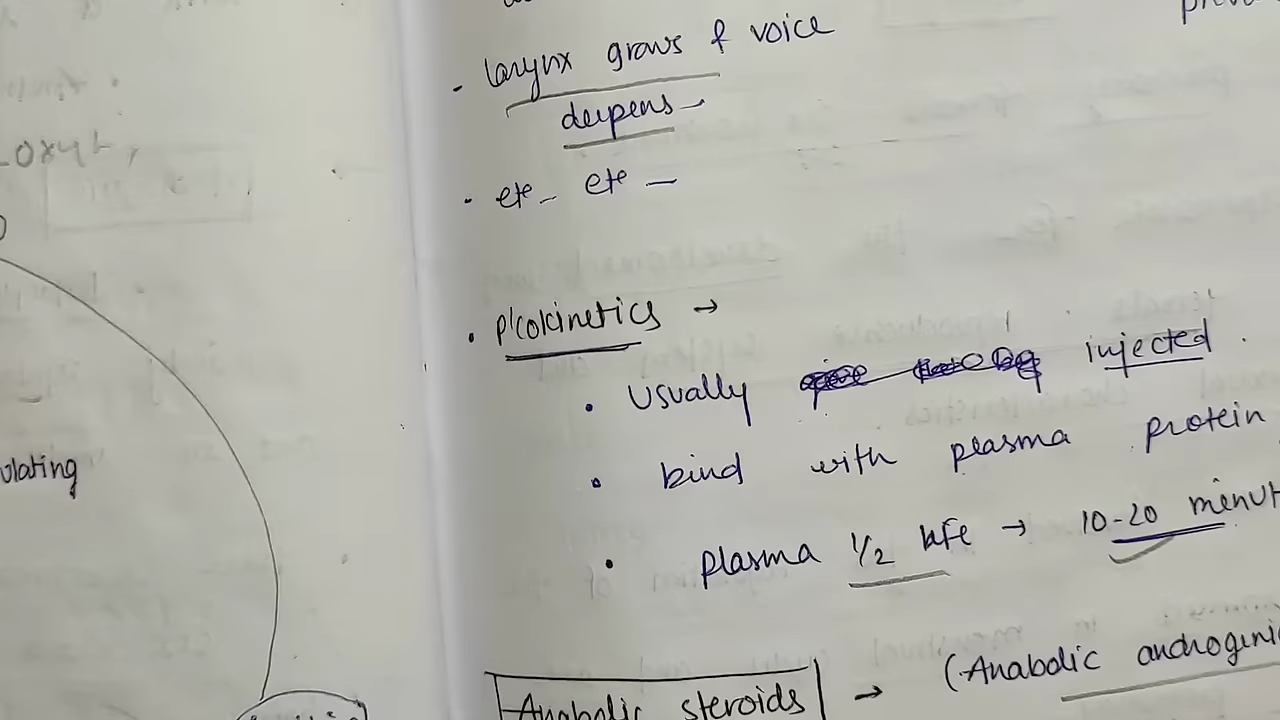 larynx grows & voice
deepens -
etc - etc -
P'cokinetics →
Usually injected.
bind with plasma protein
plasma 1/2 life → 10-20 minut
Anabolic steroids → (Anabolic androgenic
ulating